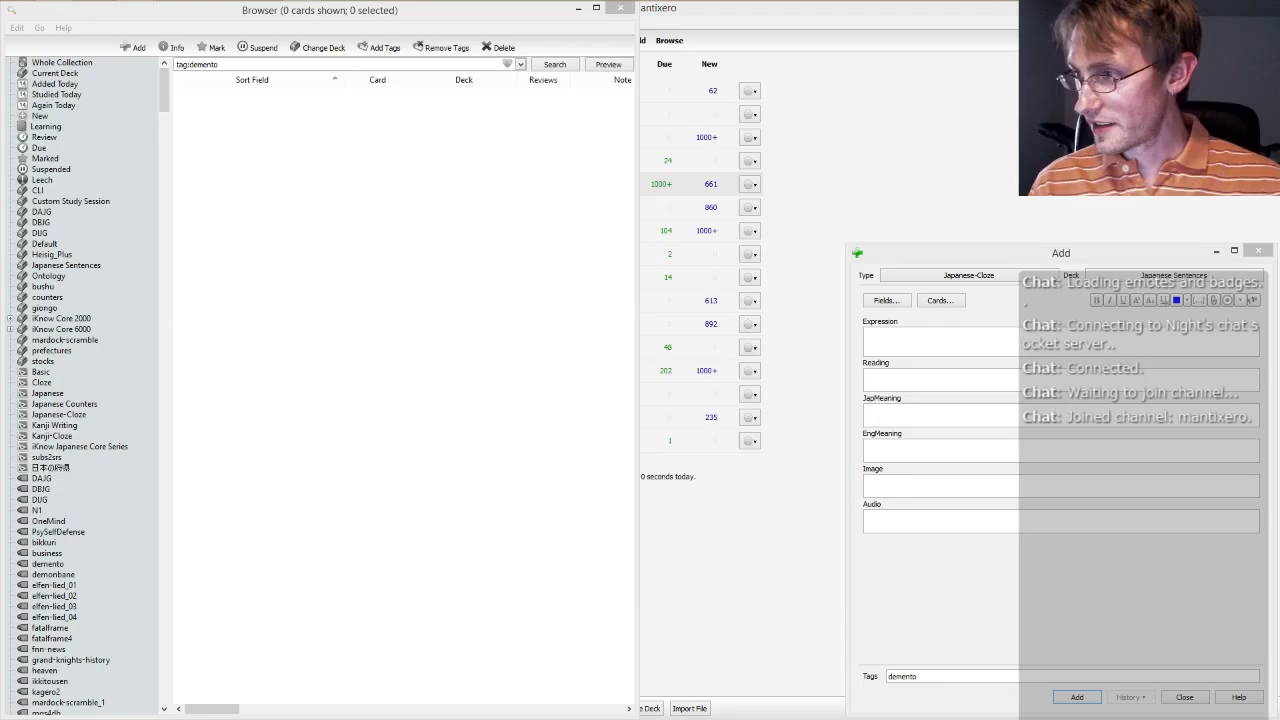 Browser (0 cards shown; 0 selected)
Edit Go Help
Add Info Mark Suspend Change Deck Add Tags Remove Tags Delete
tag:demento Search Preview
Sort Field Card Deck Reviews Note
Whole Collection
Current Deck
Added Today
Studied Today
Again Today
New
Learning
Review
Due
Marked
Suspended
Leech
CLI
Custom Study Session
DAJG
DBJG
DIJG
Default
Heisig_Plus
Japanese Sentences
Ontology
bushu
counters
giongo
iKnow Core 2000
iKnow Core 6000
mardock-scramble
prefectures
stocks
Basic
Cloze
Japanese
Japanese Counters
Japanese-Cloze
Kanji Writing
Kanji-Cloze
iKnow Japanese Core Series
subs2srs
日本の府県
DAJG
DBJG
DIJG
N1
OneMind
PsySelfDefense
bikkuri
business
demento
demonbane
elfen-lied_01
elfen-lied_02
elfen-lied_03
elfen-lied_04
fatalframe
fatalframe4
fnn-news
grand-knights-history
heaven
ikkitousen
kagero2
mardock-scramble_1
mgs4db
antixero
d Browse
Due New
62
1000+
24
1000+ 661
860
104 1000+
2
14
613
892
48
202 1000+
235
1
0 seconds today.
e Deck Import File
Add
Type Japanese-Cloze Deck Japanese Sentences
Fields... Cards...
Expression
Reading
JapMeaning
EngMeaning
Image
Audio
Tags demento
Add History Close Help
Chat: Loading emotes and badges.
.
Chat: Connecting to Night's chat s
ocket server..
Chat: Connected.
Chat: Waiting to join channel...
Chat: Joined channel: mantixero.